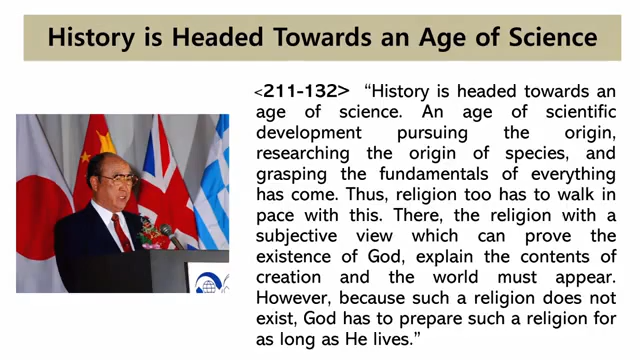 History is Headed Towards an Age of Science
<211-132> “History is headed towards an
age of science. An age of scientific
development pursuing the origin,
researching the origin of species, and
grasping the fundamentals of everything
has come. Thus, religion too has to walk in
pace with this. There, the religion with a
subjective view which can prove the
existence of God, explain the contents of
creation and the world must appear.
However, because such a religion does not
exist, God has to prepare such a religion for
as long as He lives.”